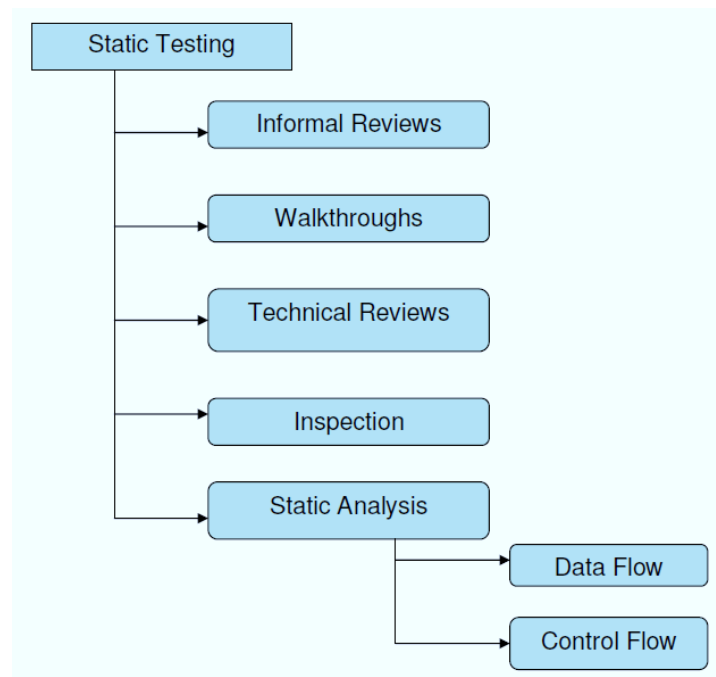 Static Testing
Informal Reviews
Walkthroughs
Technical Reviews
Inspection
Static Analysis
Data Flow
Control Flow